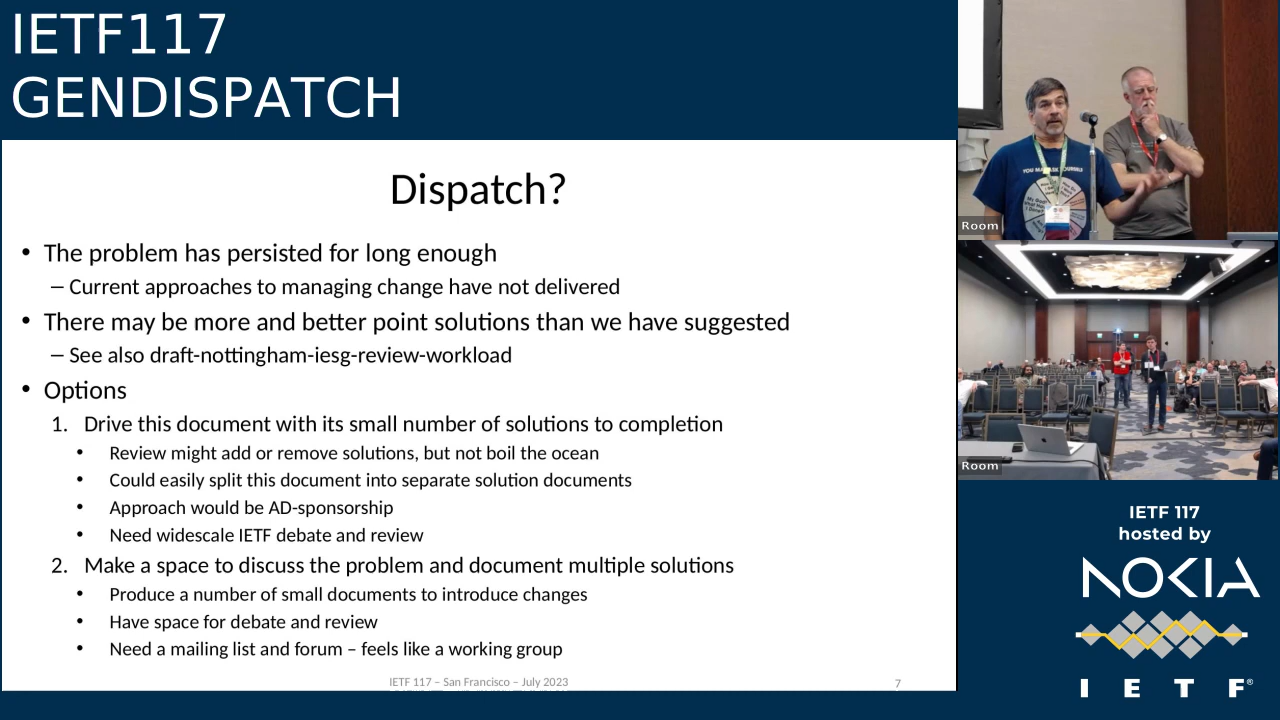 IETF117
GENDISPATCH
Dispatch?
• The problem has persisted for long enough
– Current approaches to managing change have not delivered
• There may be more and better point solutions than we have suggested
– See also draft-nottingham-iesg-review-workload
• Options
1. Drive this document with its small number of solutions to completion
• Review might add or remove solutions, but not boil the ocean
• Could easily split this document into separate solution documents
• Approach would be AD-sponsorship
• Need widescale IETF debate and review
2. Make a space to discuss the problem and document multiple solutions
• Produce a number of small documents to introduce changes
• Have space for debate and review
• Need a mailing list and forum – feels like a working group
IETF 117 – San Francisco – July 2023
7
YOU MAY ASK YOURSELF
Room
Room
IETF 117
hosted by
NOKIA
I E T F®